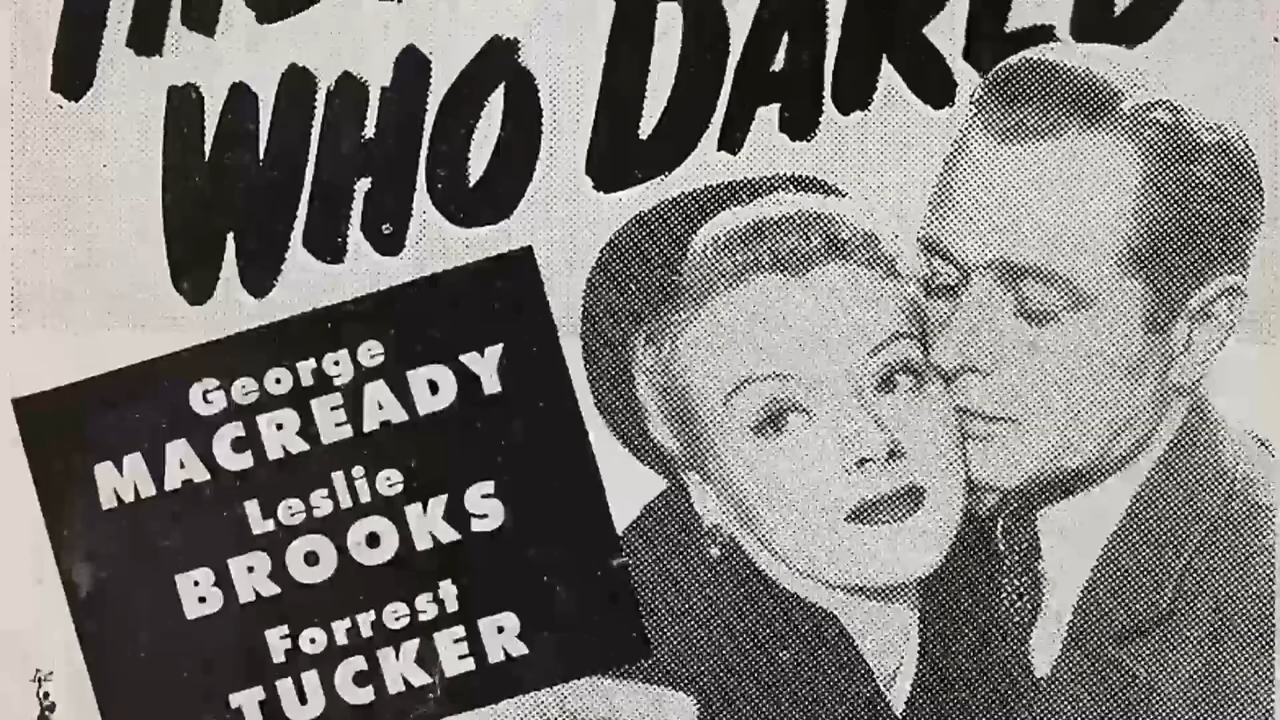 WHO DARED
George
MACREADY
Leslie
BROOKS
Forrest
TUCKER